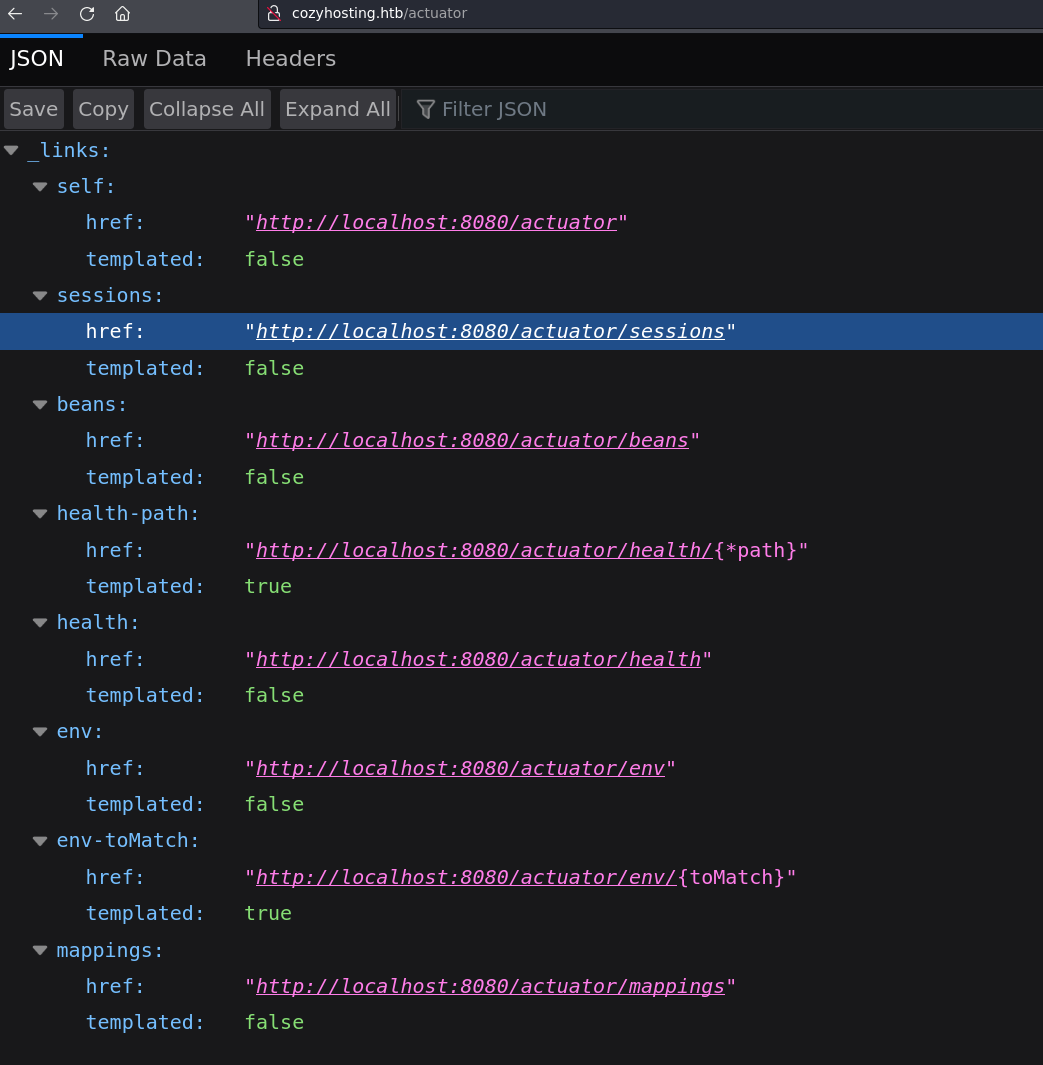 cozyhosting.htb/actuator
JSON Raw Data Headers
Save Copy Collapse All Expand All Filter JSON
_links:
self:
href: "http://localhost:8080/actuator"
templated: false
sessions:
href: "http://localhost:8080/actuator/sessions"
templated: false
beans:
href: "http://localhost:8080/actuator/beans"
templated: false
health-path:
href: "http://localhost:8080/actuator/health/{*path}"
templated: true
health:
href: "http://localhost:8080/actuator/health"
templated: false
env:
href: "http://localhost:8080/actuator/env"
templated: false
env-toMatch:
href: "http://localhost:8080/actuator/env/{toMatch}"
templated: true
mappings:
href: "http://localhost:8080/actuator/mappings"
templated: false